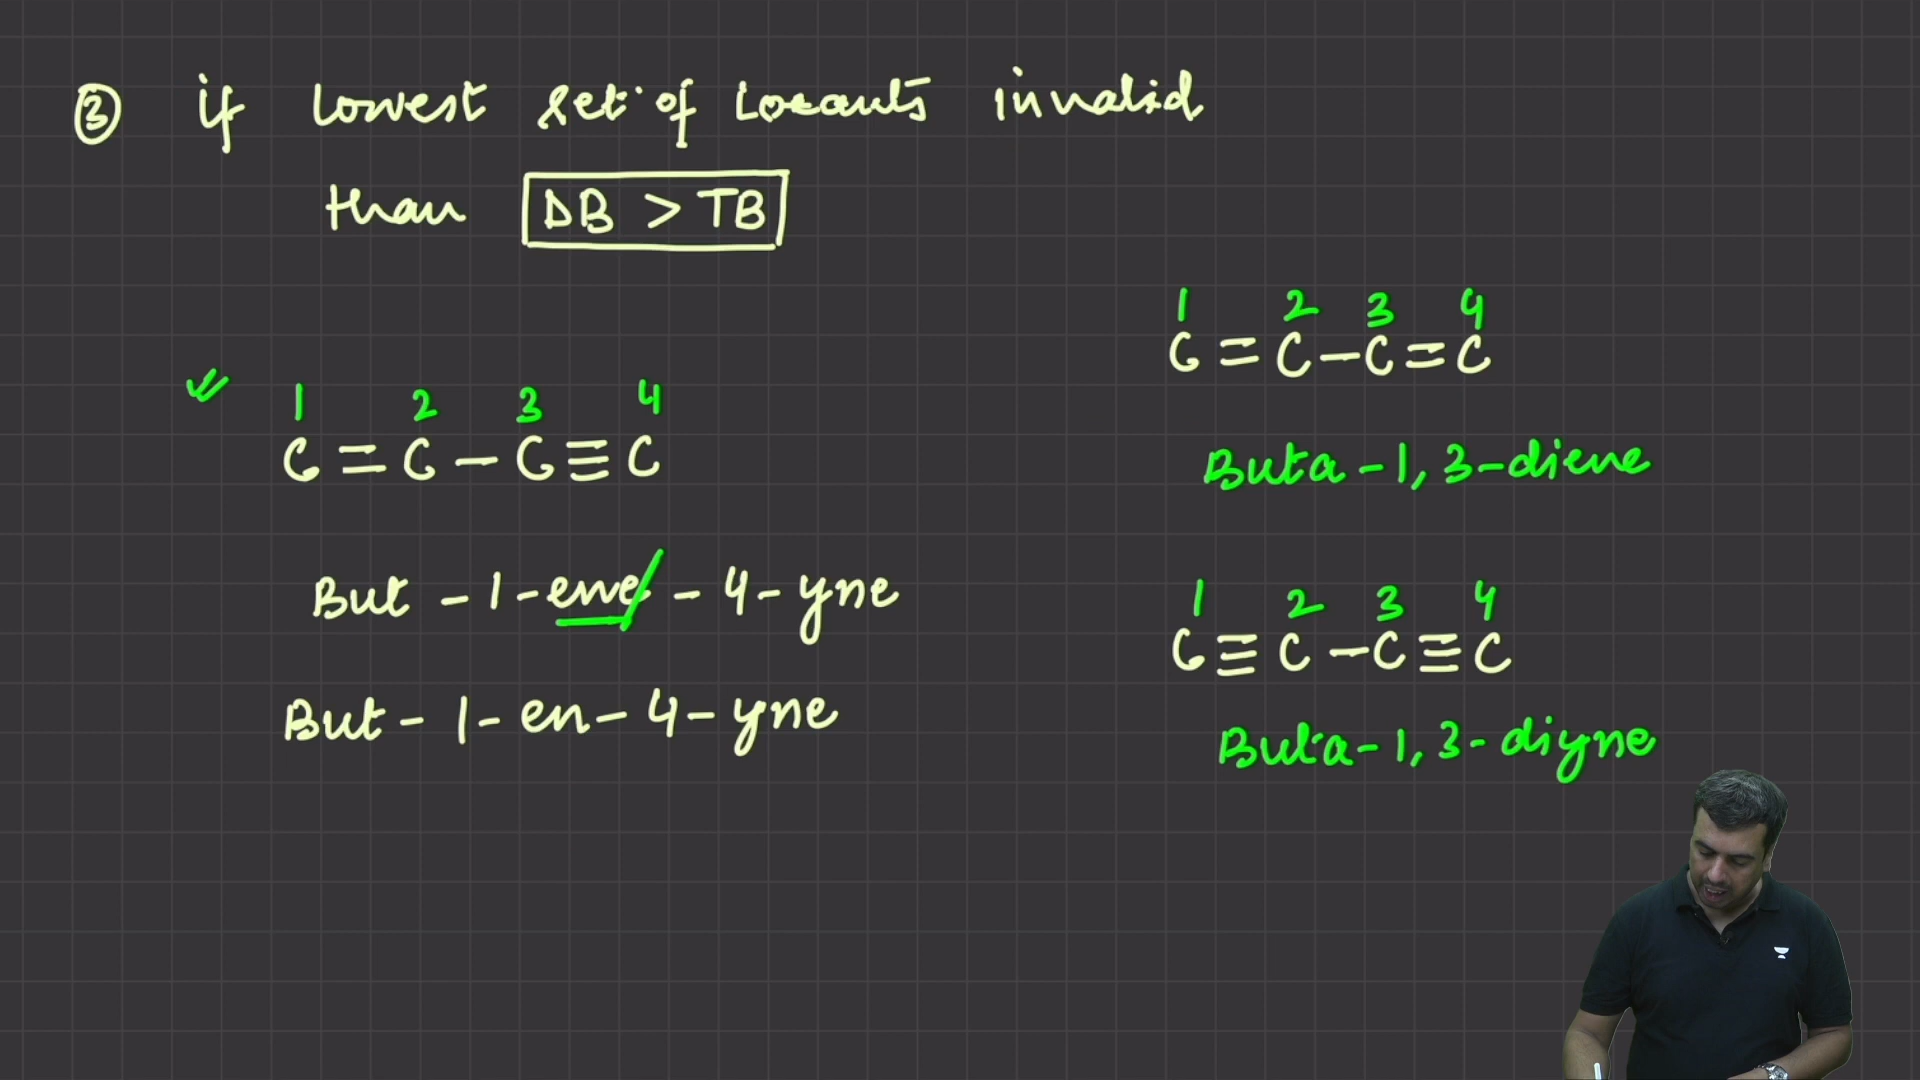 ③ if lowest set of Locants invalid
than DB > TB
1 2 3 4
C = C – C ≡ C
But - 1 - ene - 4 - yne
But - 1 - en - 4 - yne
1 2 3 4
C = C – C = C
Buta - 1, 3 - diene
1 2 3 4
C ≡ C – C ≡ C
Buta - 1, 3 - diyne